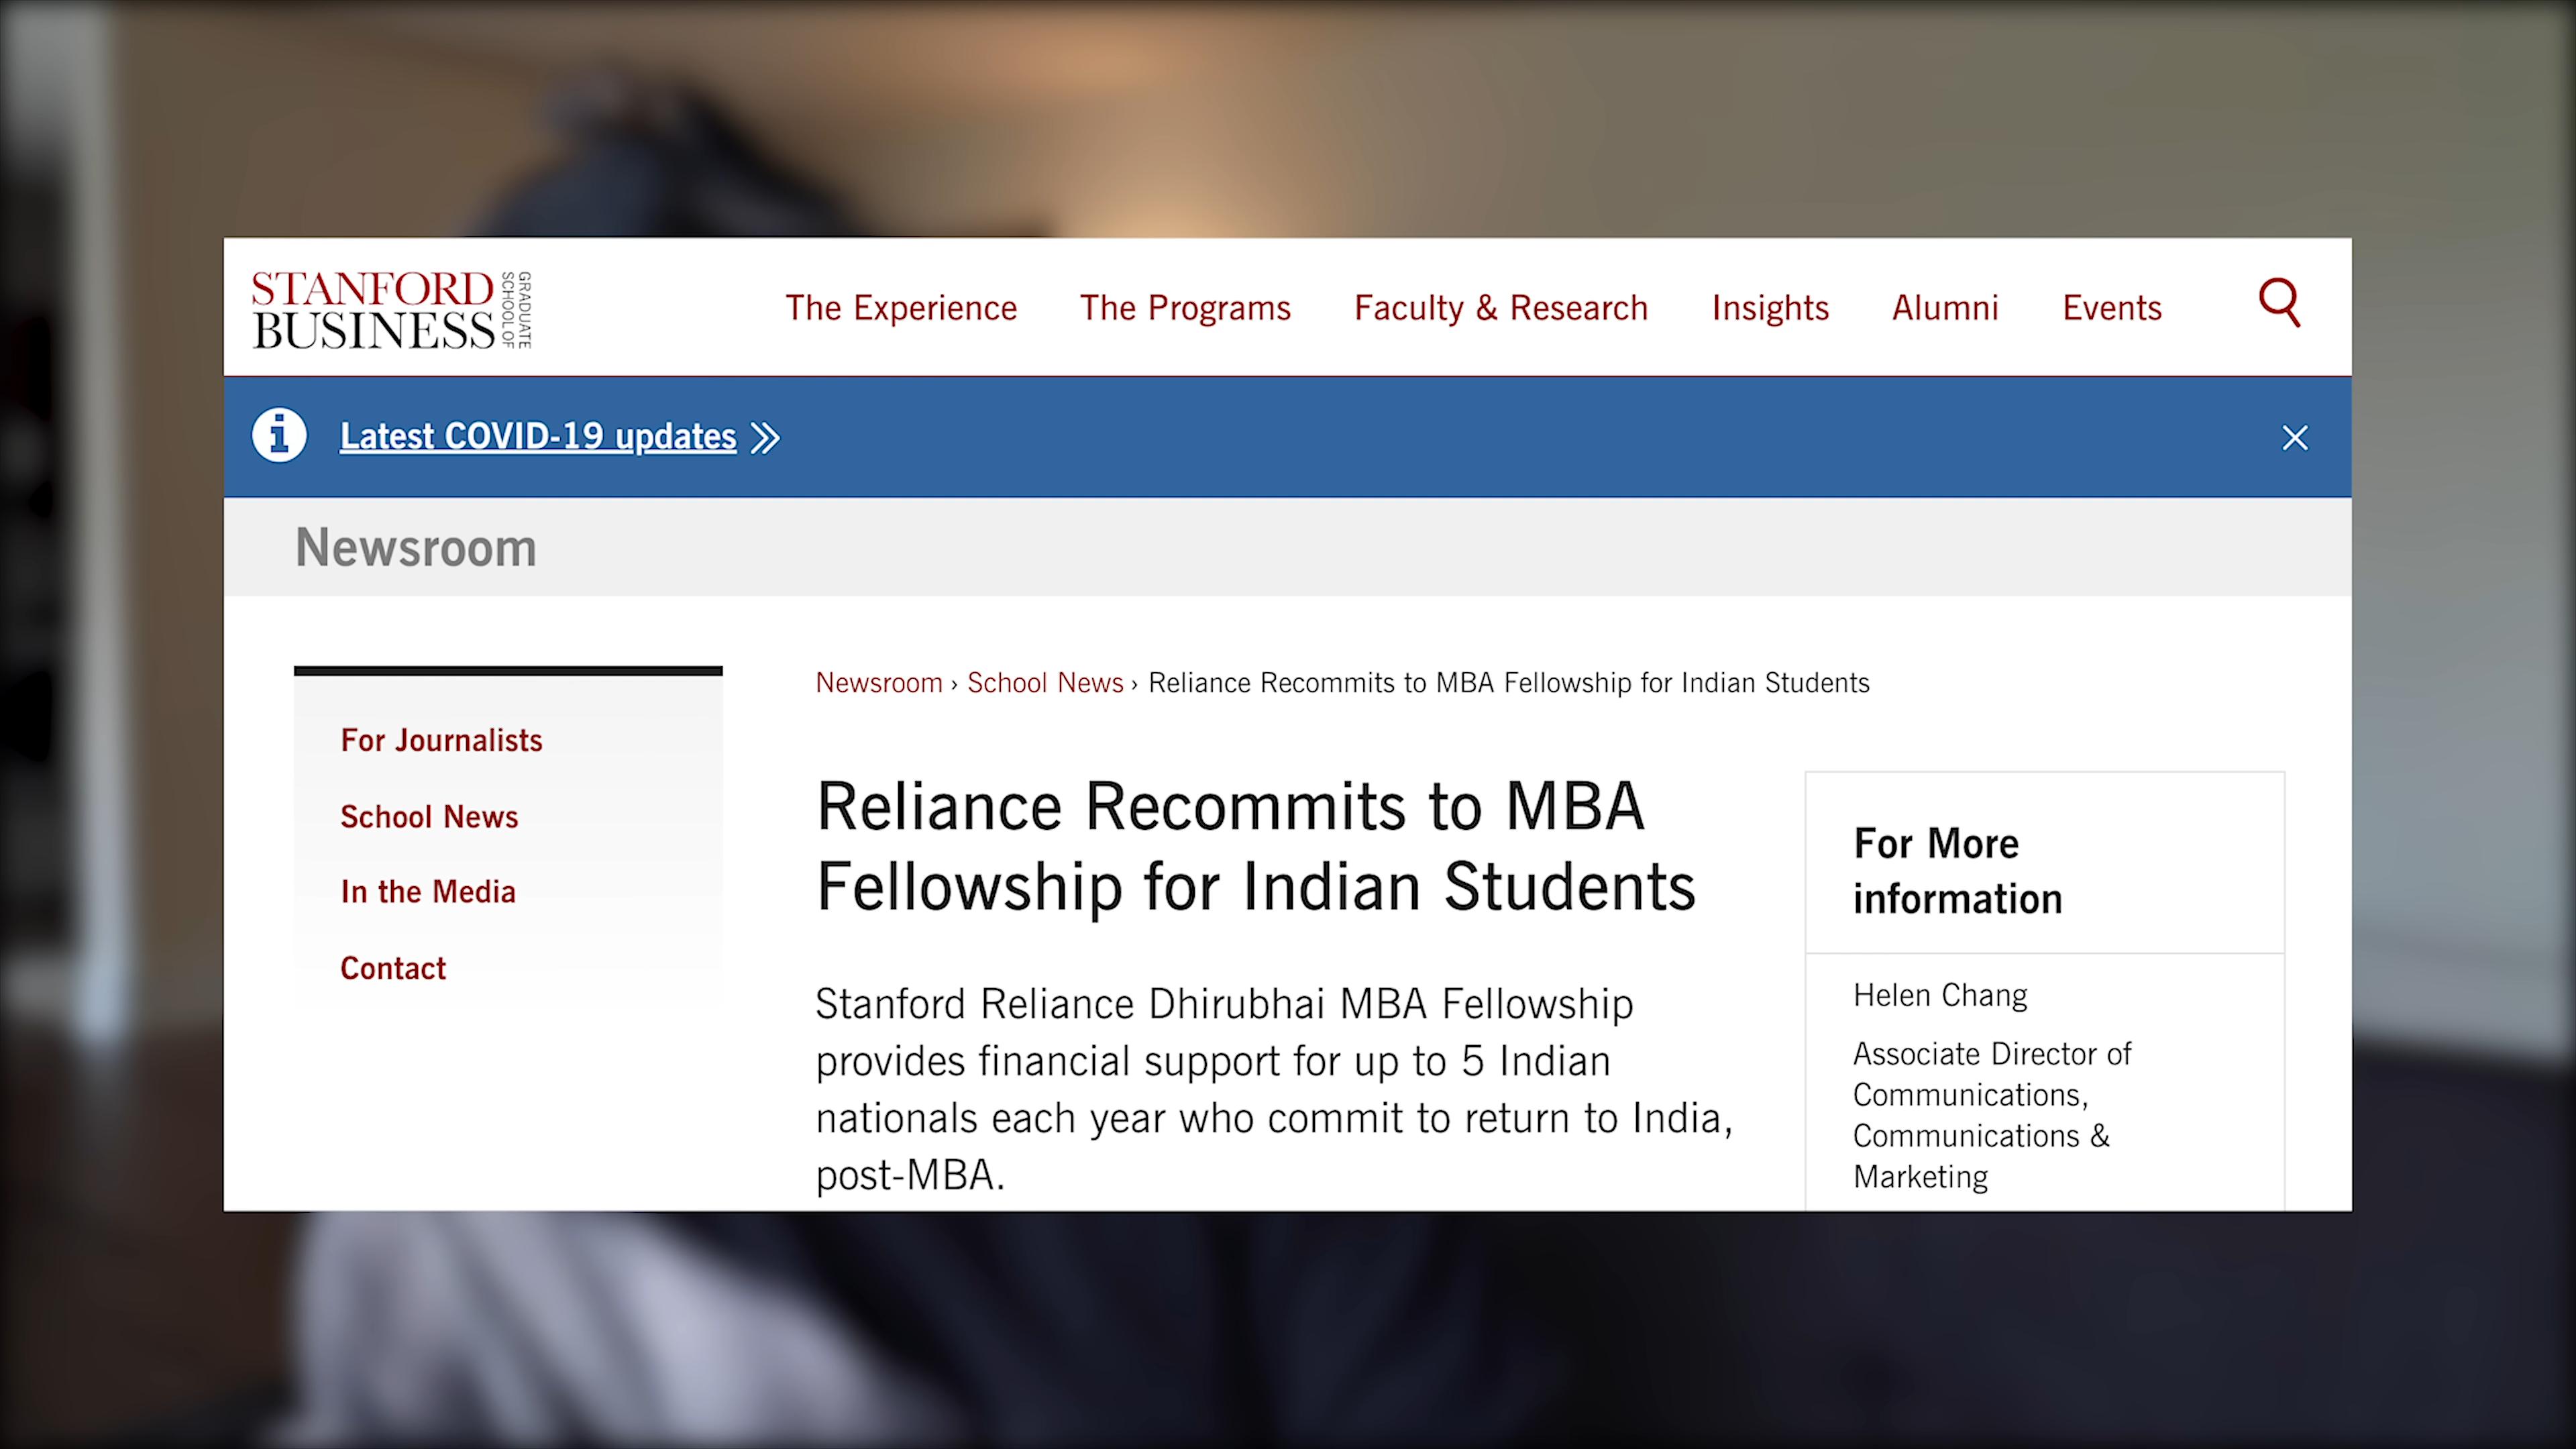 STANFORD
BUSINESS
GRADUATE
SCHOOL OF
The Experience
The Programs
Faculty & Research
Insights
Alumni
Events
Latest COVID-19 updates
Newsroom
For Journalists
School News
In the Media
Contact
Newsroom › School News › Reliance Recommits to MBA Fellowship for Indian Students
Reliance Recommits to MBA
Fellowship for Indian Students
Stanford Reliance Dhirubhai MBA Fellowship
provides financial support for up to 5 Indian
nationals each year who commit to return to India,
post-MBA.
For More
information
Helen Chang
Associate Director of
Communications,
Communications &
Marketing